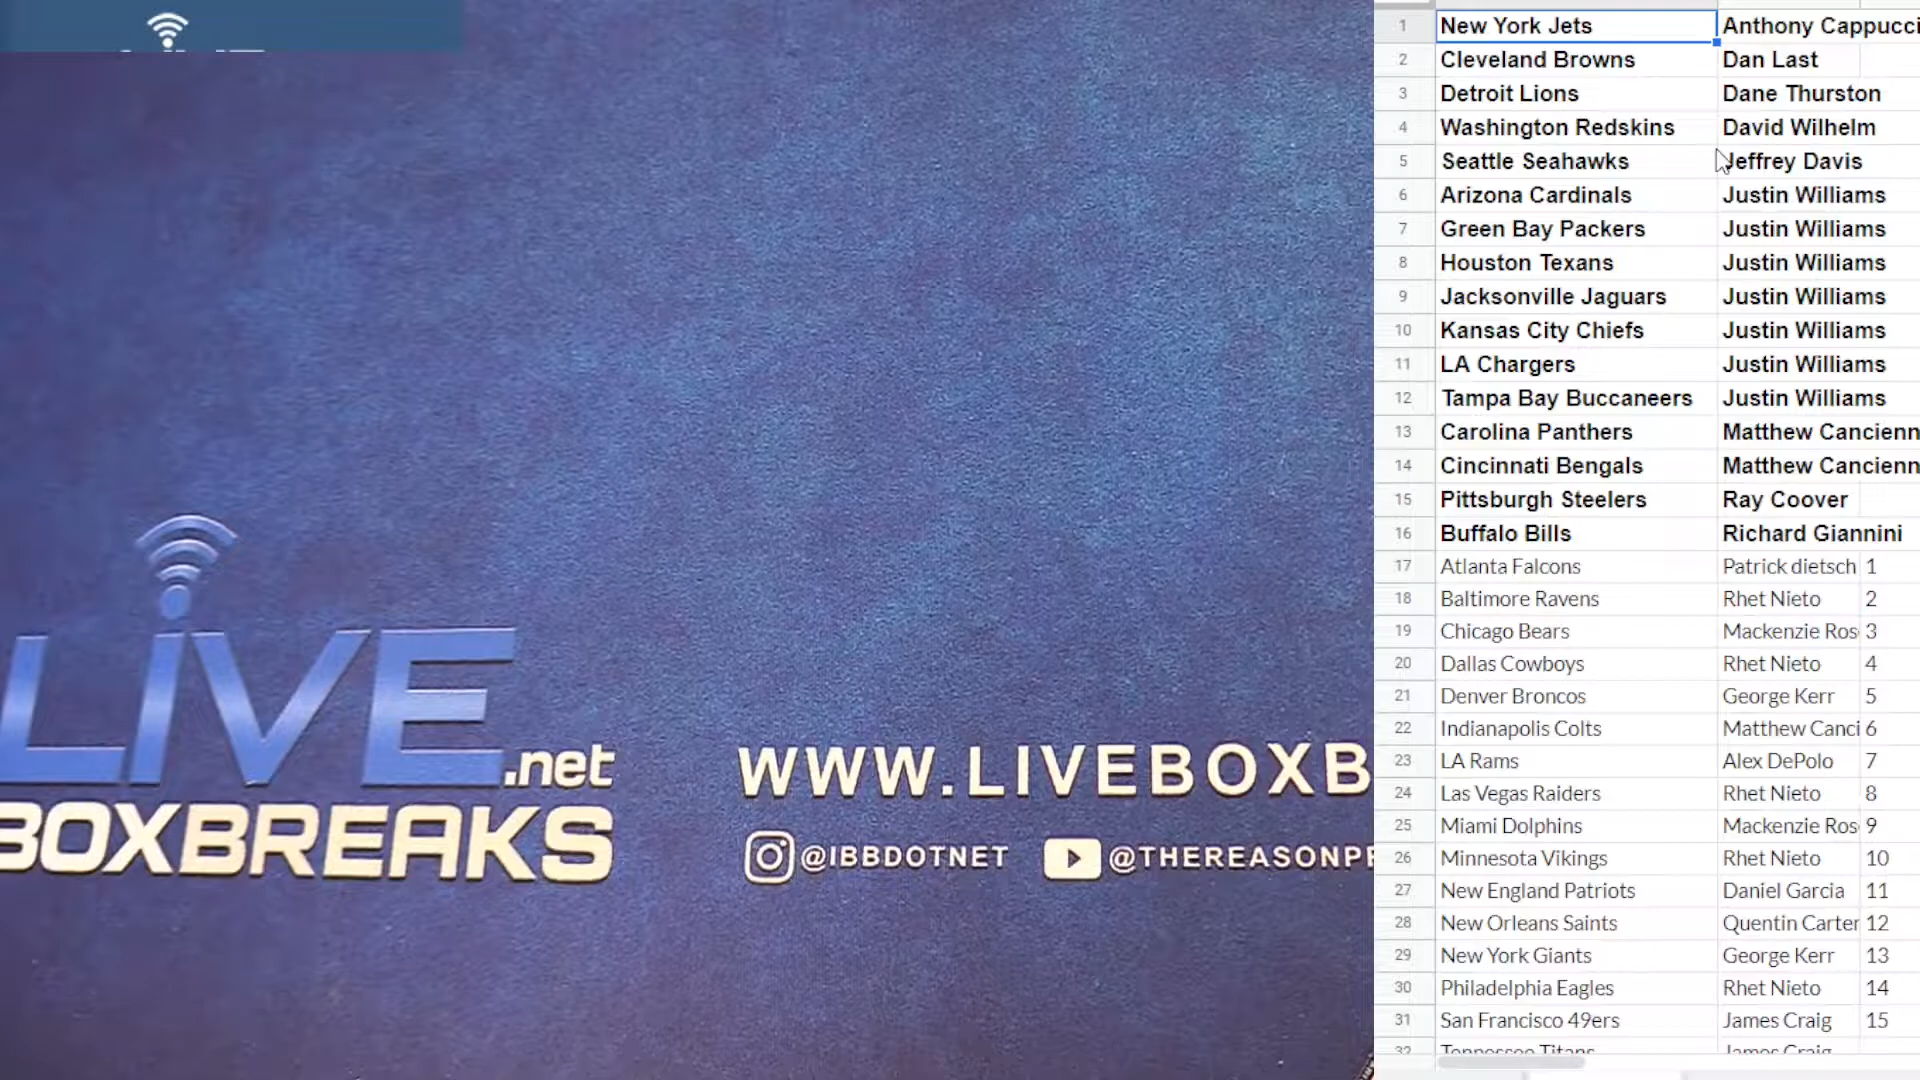 LIVE
.net
BOXBREAKS
WWW.LIVEBOXB
@IBBDOTNET
@THEREASONPR
1 New York Jets Anthony Cappucci
2 Cleveland Browns Dan Last
3 Detroit Lions Dane Thurston
4 Washington Redskins David Wilhelm
5 Seattle Seahawks Jeffrey Davis
6 Arizona Cardinals Justin Williams
7 Green Bay Packers Justin Williams
8 Houston Texans Justin Williams
9 Jacksonville Jaguars Justin Williams
10 Kansas City Chiefs Justin Williams
11 LA Chargers Justin Williams
12 Tampa Bay Buccaneers Justin Williams
13 Carolina Panthers Matthew Cancienn
14 Cincinnati Bengals Matthew Cancienn
15 Pittsburgh Steelers Ray Coover
16 Buffalo Bills Richard Giannini
17 Atlanta Falcons Patrick dietsch 1
18 Baltimore Ravens Rhet Nieto 2
19 Chicago Bears Mackenzie Ros 3
20 Dallas Cowboys Rhet Nieto 4
21 Denver Broncos George Kerr 5
22 Indianapolis Colts Matthew Canci 6
23 LA Rams Alex DePolo 7
24 Las Vegas Raiders Rhet Nieto 8
25 Miami Dolphins Mackenzie Ros 9
26 Minnesota Vikings Rhet Nieto 10
27 New England Patriots Daniel Garcia 11
28 New Orleans Saints Quentin Carter 12
29 New York Giants George Kerr 13
30 Philadelphia Eagles Rhet Nieto 14
31 San Francisco 49ers James Craig 15
32 Tennessee Titans James Craig